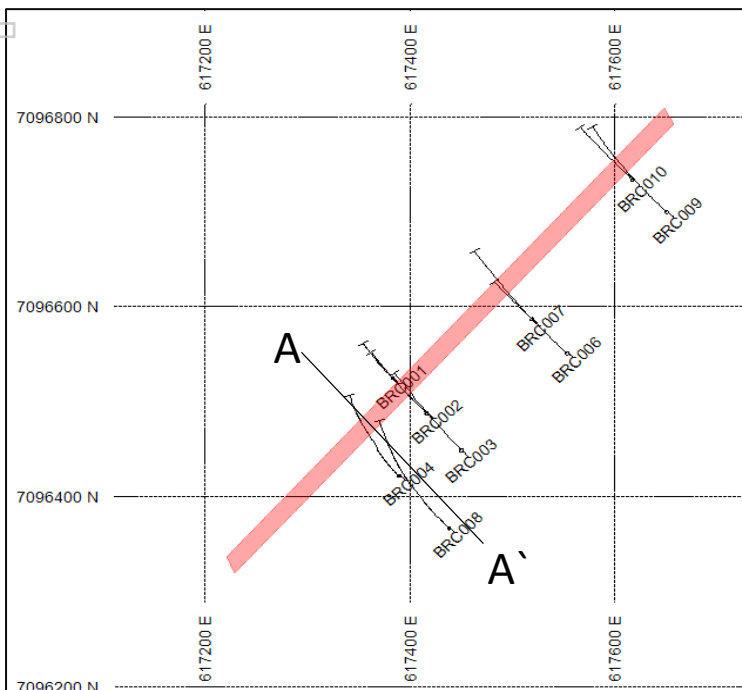 617200 E
617400 E
617600 E
7096800 N
BRC010
BRC009
7096600 N
BRC007
BRC006
A
BRC001
BRC002
BRC003
BRC004
7096400 N
BRC008
A`
617200 E
617400 E
617600 E
7096200 N